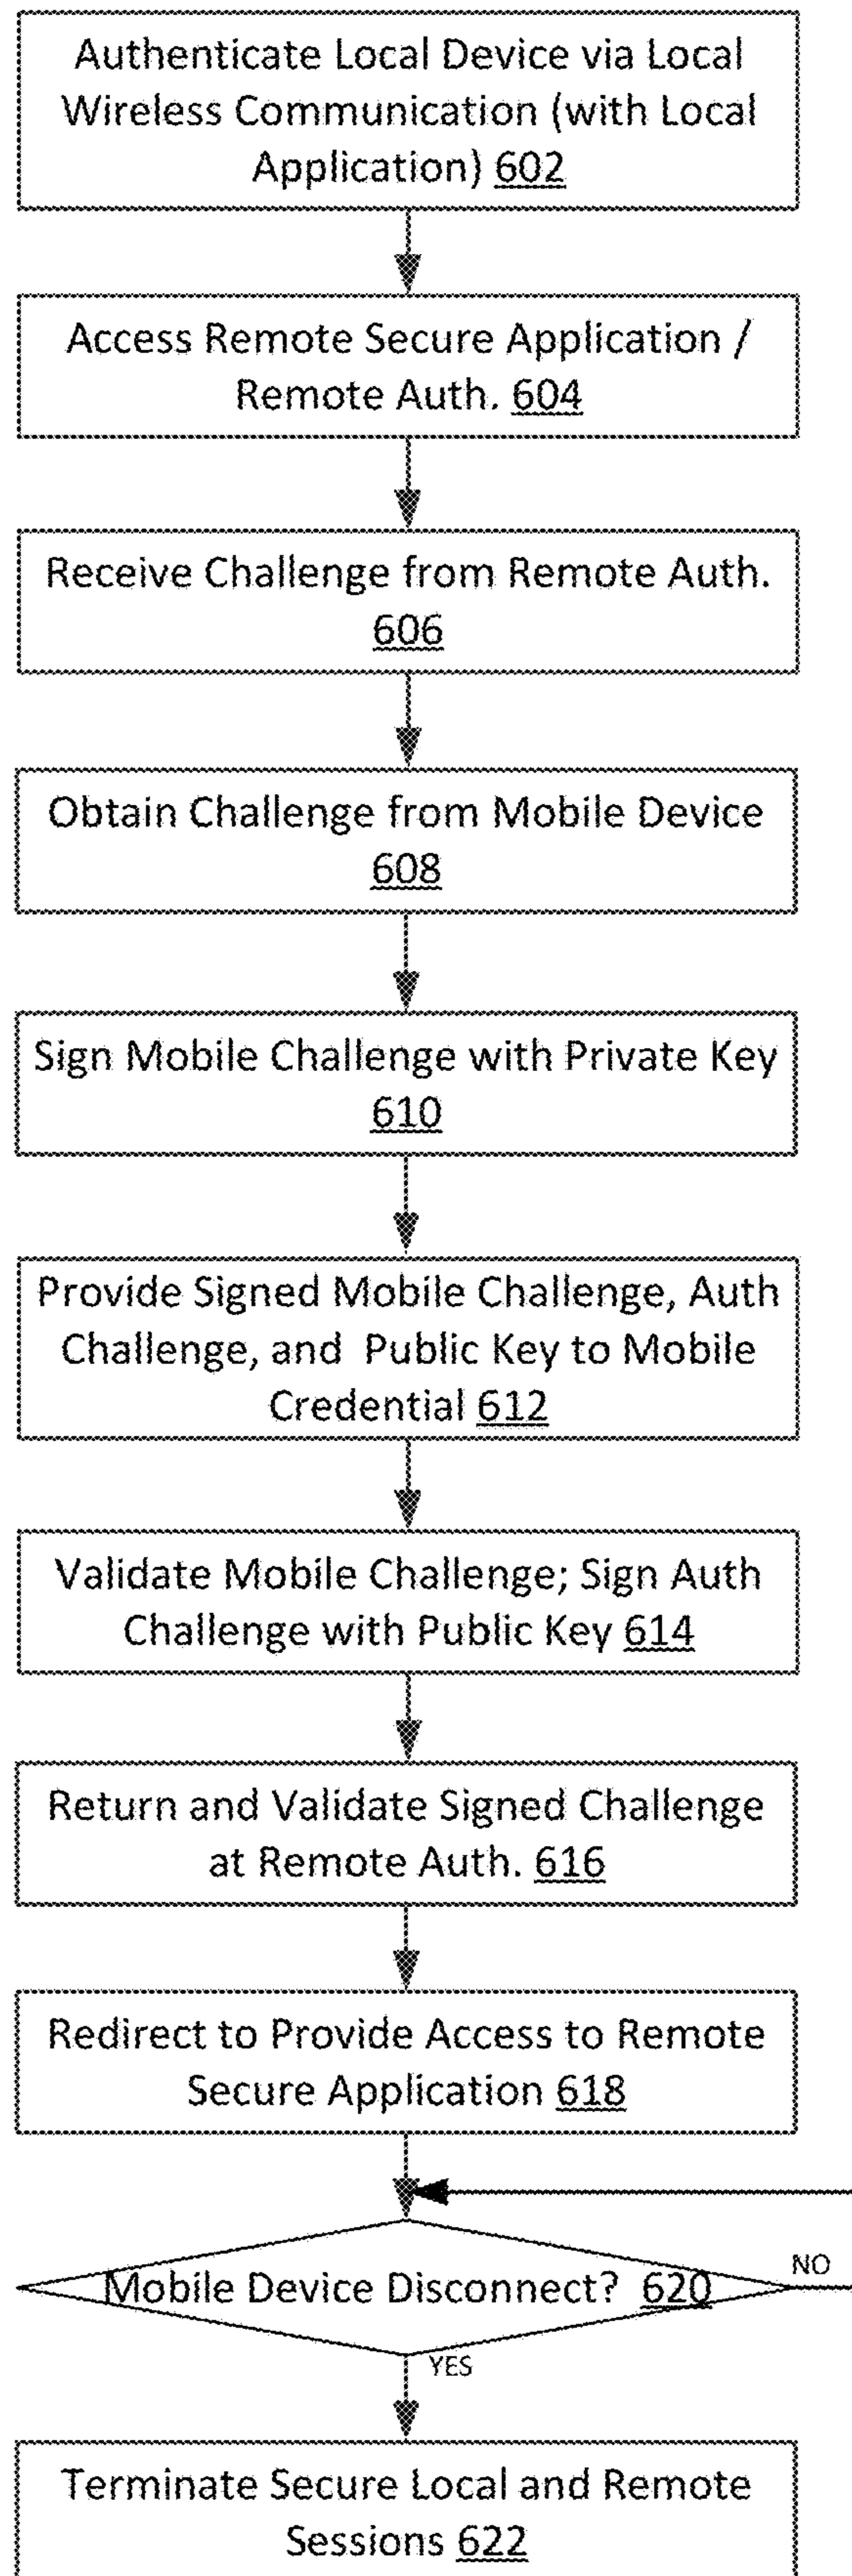 Authenticate Local Device via Local
Wireless Communication (with Local
Application) 602
Access Remote Secure Application /
Remote Auth. 604
Receive Challenge from Remote Auth.
606
Obtain Challenge from Mobile Device
608
Sign Mobile Challenge with Private Key
610
Provide Signed Mobile Challenge, Auth
Challenge, and Public Key to Mobile
Credential 612
Validate Mobile Challenge; Sign Auth
Challenge with Public Key 614
Return and Validate Signed Challenge
at Remote Auth. 616
Redirect to Provide Access to Remote
Secure Application 618
Mobile Device Disconnect? 620
NO
YES
Terminate Secure Local and Remote
Sessions 622